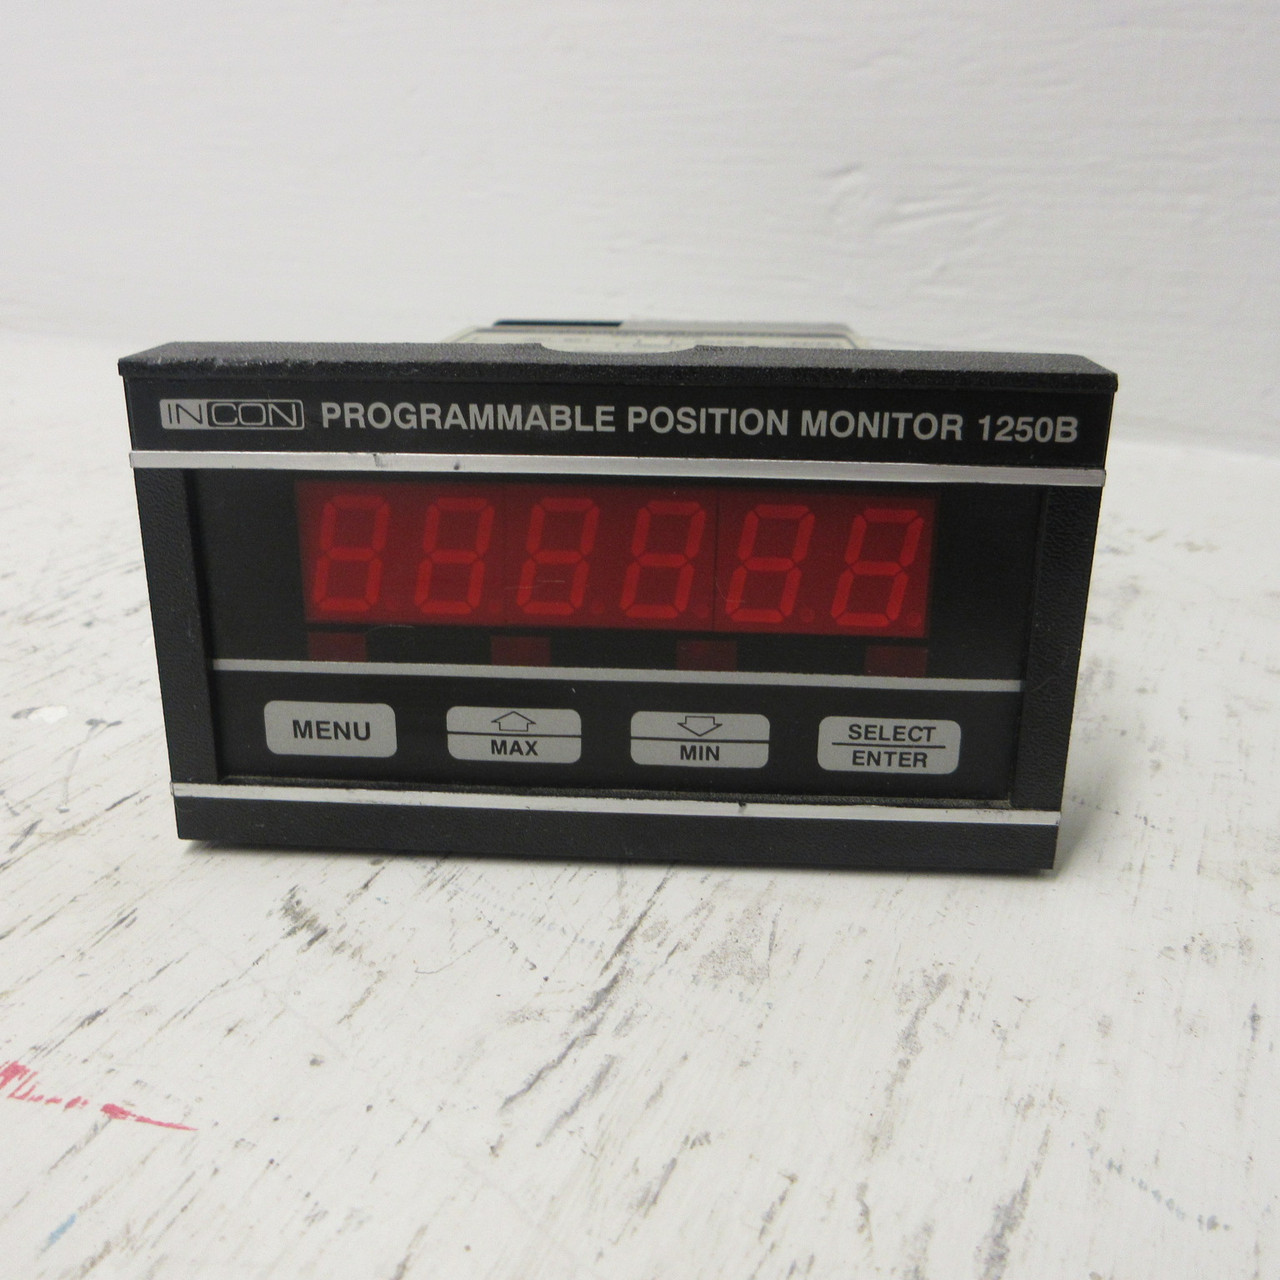 INCON PROGRAMMABLE POSITION MONITOR 1250B
MENU
MAX
MIN
SELECT
ENTER